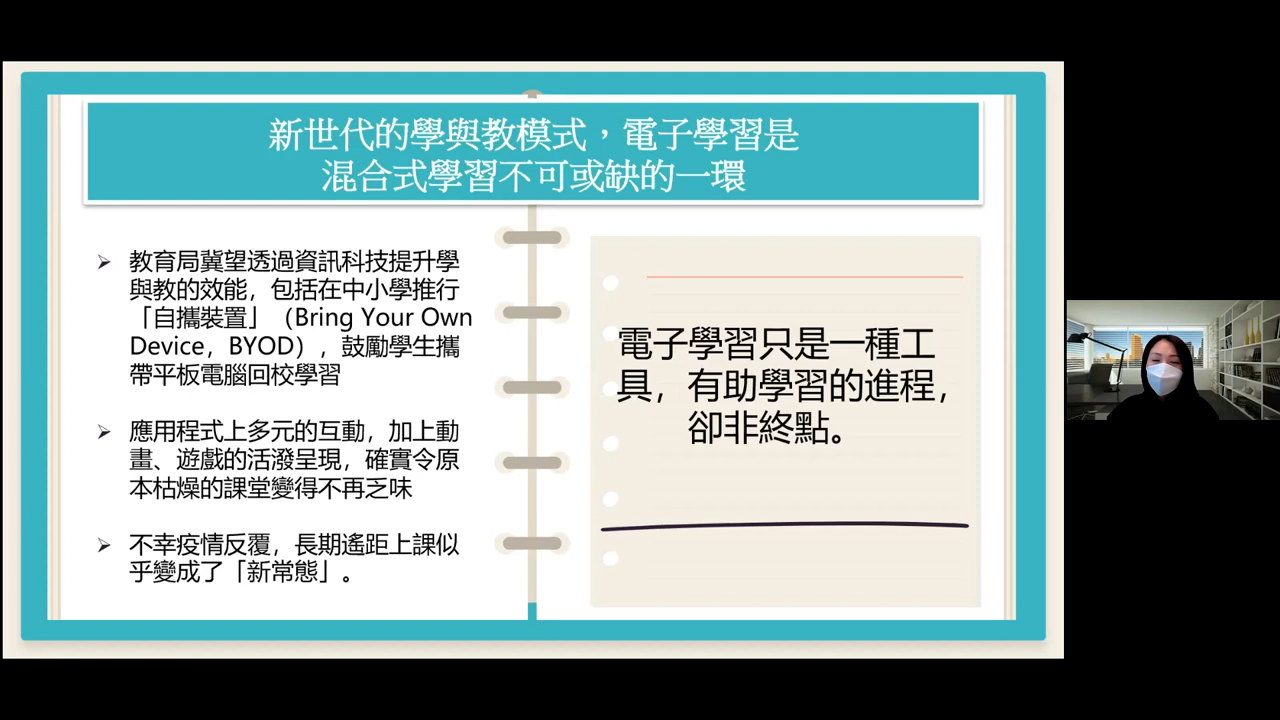 新世代的學與教模式，電子學習是
混合式學習不可或缺的一環
教育局冀望透過資訊科技提升學
與教的效能，包括在中小學推行
「自攜裝置」（Bring Your Own
Device，BYOD），鼓勵學生攜
帶平板電腦回校學習
應用程式上多元的互動，加上動
畫、遊戲的活潑呈現，確實令原
本枯燥的課堂變得不再乏味
不幸疫情反覆，長期遙距上課似
乎變成了「新常態」。
電子學習只是一種工
具，有助學習的進程，
卻非終點。